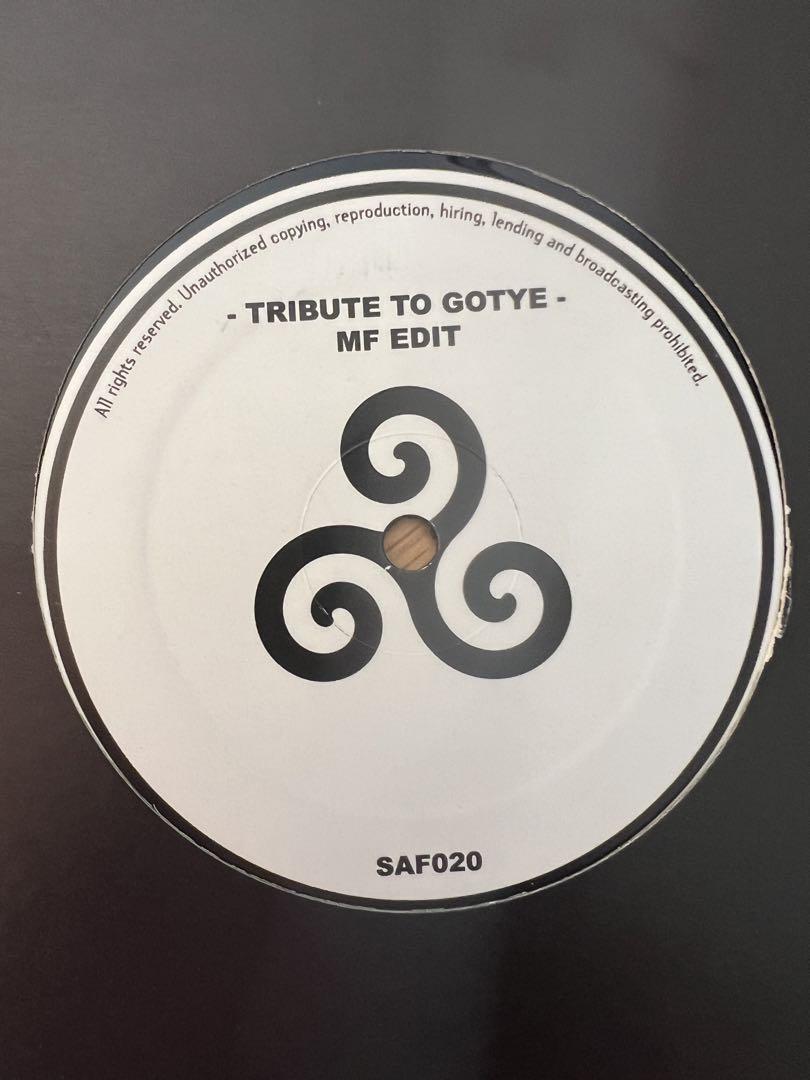 All rights reserved. Unauthorized copying, reproduction, hiring, lending and broadcasting prohibited.
- TRIBUTE TO GOTYE -
MF EDIT
SAF020